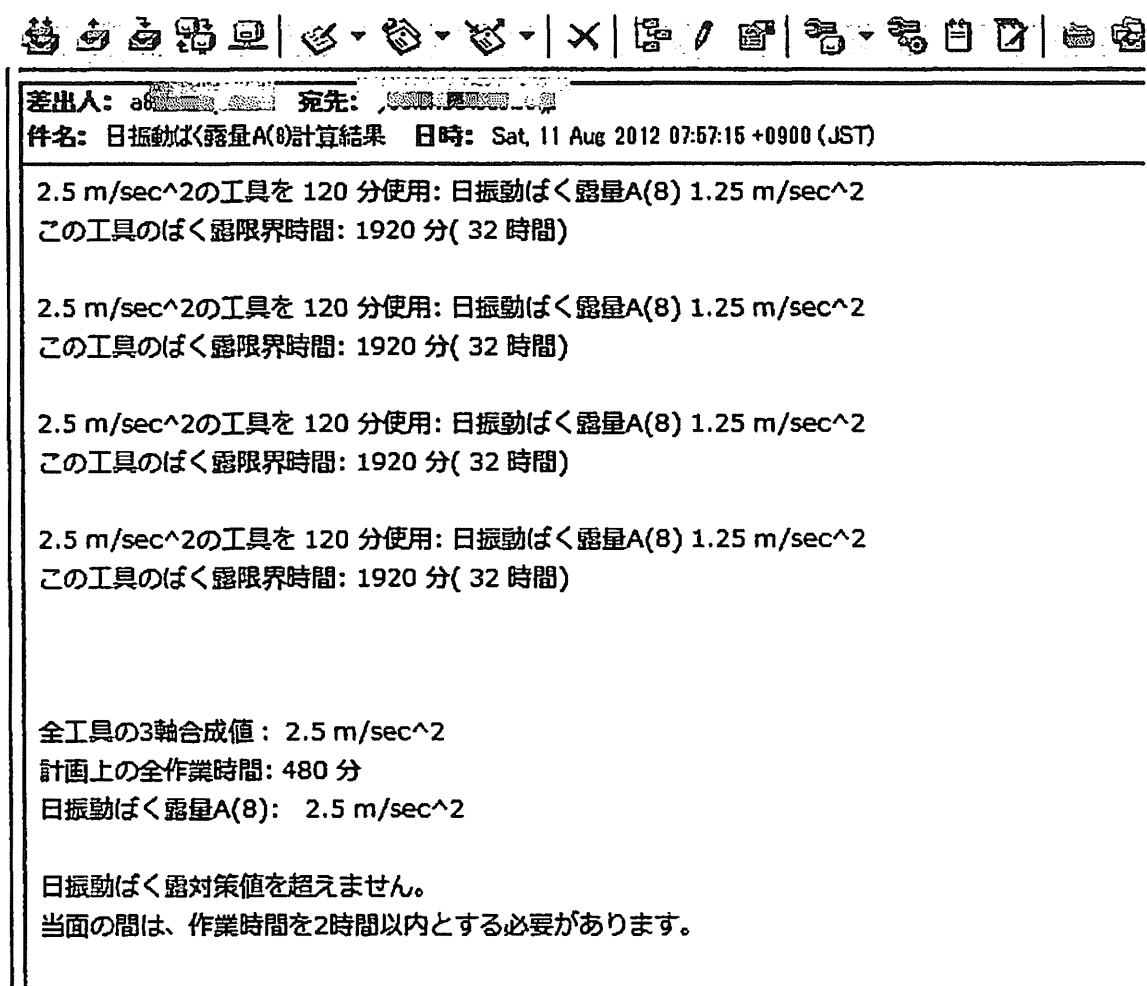 差出人: a8 宛先:
件名: 日振動ばく露量A(8)計算結果 日時: Sat, 11 Aug 2012 07:57:15 +0900 (JST)
2.5 m/sec^2の工具を 120 分使用: 日振動ばく露量A(8) 1.25 m/sec^2
この工具のばく露限界時間: 1920 分( 32 時間)
2.5 m/sec^2の工具を 120 分使用: 日振動ばく露量A(8) 1.25 m/sec^2
この工具のばく露限界時間: 1920 分( 32 時間)
2.5 m/sec^2の工具を 120 分使用: 日振動ばく露量A(8) 1.25 m/sec^2
この工具のばく露限界時間: 1920 分( 32 時間)
2.5 m/sec^2の工具を 120 分使用: 日振動ばく露量A(8) 1.25 m/sec^2
この工具のばく露限界時間: 1920 分( 32 時間)
全工具の3軸合成値 : 2.5 m/sec^2
計画上の全作業時間: 480 分
日振動ばく露量A(8): 2.5 m/sec^2
日振動ばく露対策値を超えません。
当面の間は、作業時間を2時間以内とする必要があります。